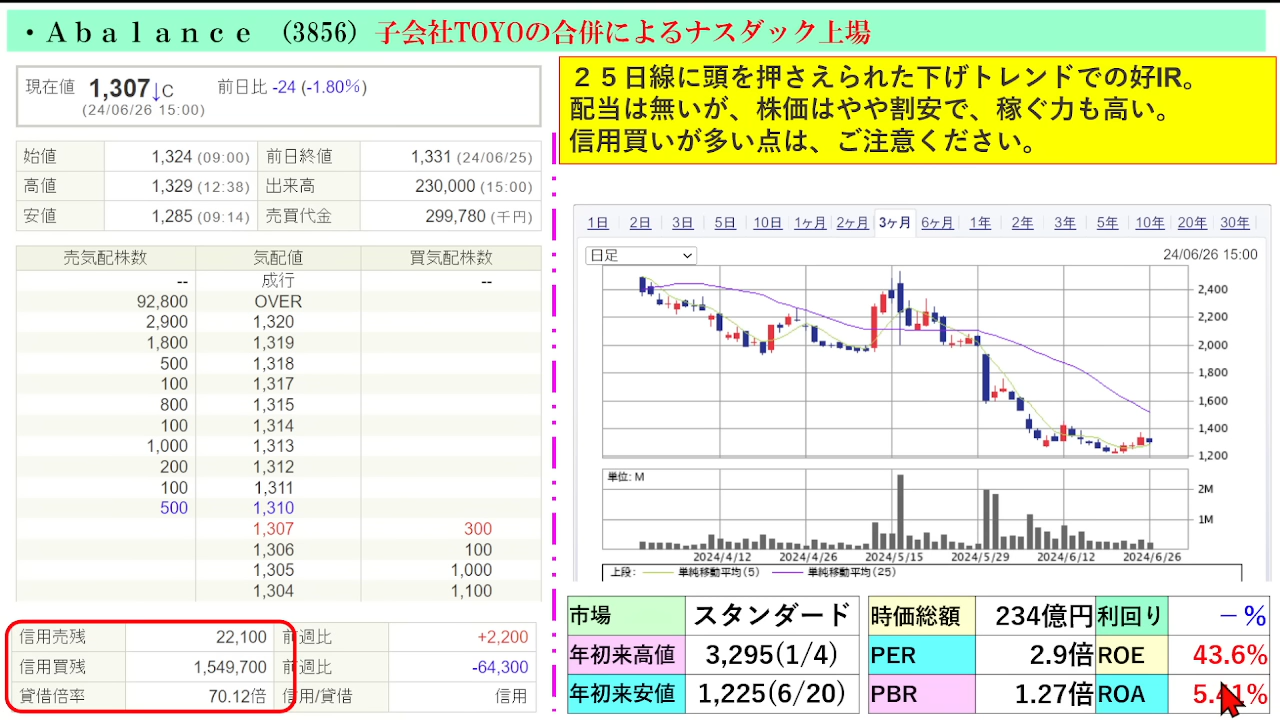 ・Ａｂａｌａｎｃｅ （3856）子会社TOYOの合併によるナスダック上場
現在値 1,307↓C 前日比 -24 (-1.80%)
(24/06/26 15:00)
始値 1,324 (09:00) 前日終値 1,331 (24/06/25)
高値 1,329 (12:38) 出来高 230,000 (15:00)
安値 1,285 (09:14) 売買代金 299,780 (千円)
売気配株数 気配値 買気配株数
-- 成行 --
92,800 OVER
2,900 1,320
1,800 1,319
500 1,318
100 1,317
800 1,315
100 1,314
1,000 1,313
200 1,312
100 1,311
500 1,310
1,307 300
1,306 100
1,305 1,000
1,304 1,100
信用売残 22,100 前週比 +2,200
信用買残 1,549,700 前週比 -64,300
貸借倍率 70.12倍 信用/貸借 信用
２５日線に頭を押さえられた下げトレンドでの好IR。
配当は無いが、株価はやや割安で、稼ぐ力も高い。
信用買いが多い点は、ご注意ください。
1日 2日 3日 5日 10日 1ヶ月 2ヶ月 3ヶ月 6ヶ月 1年 2年 3年 5年 10年 20年 30年
日足 24/06/26 15:00
2,400
2,200
2,000
1,800
1,600
1,400
1,200
単位: M
2M
1M
2024/4/12 2024/4/26 2024/5/15 2024/5/29 2024/6/12 2024/6/26
上段: 単純移動平均(5) 単純移動平均(25)
市場 スタンダード 時価総額 234億円 利回り －%
年初来高値 3,295(1/4) PER 2.9倍 ROE 43.6%
年初来安値 1,225(6/20) PBR 1.27倍 ROA